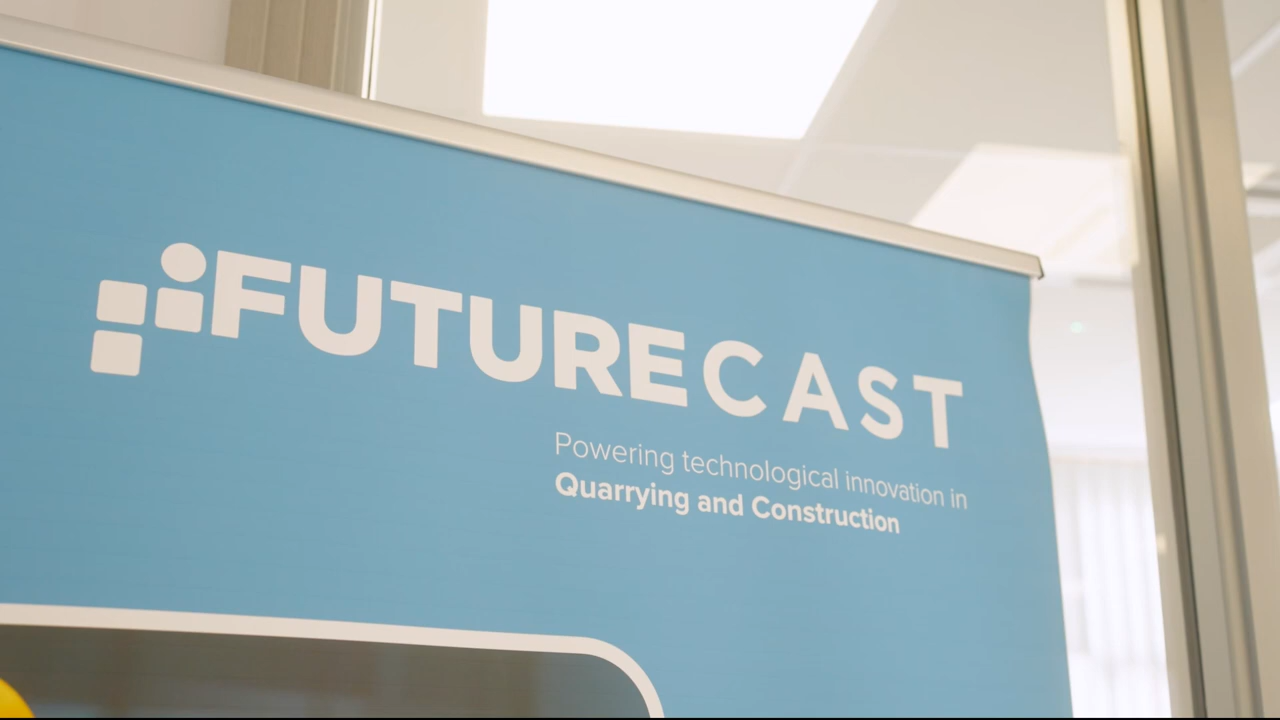 FUTURECAST
Powering technological innovation in
Quarrying and Construction